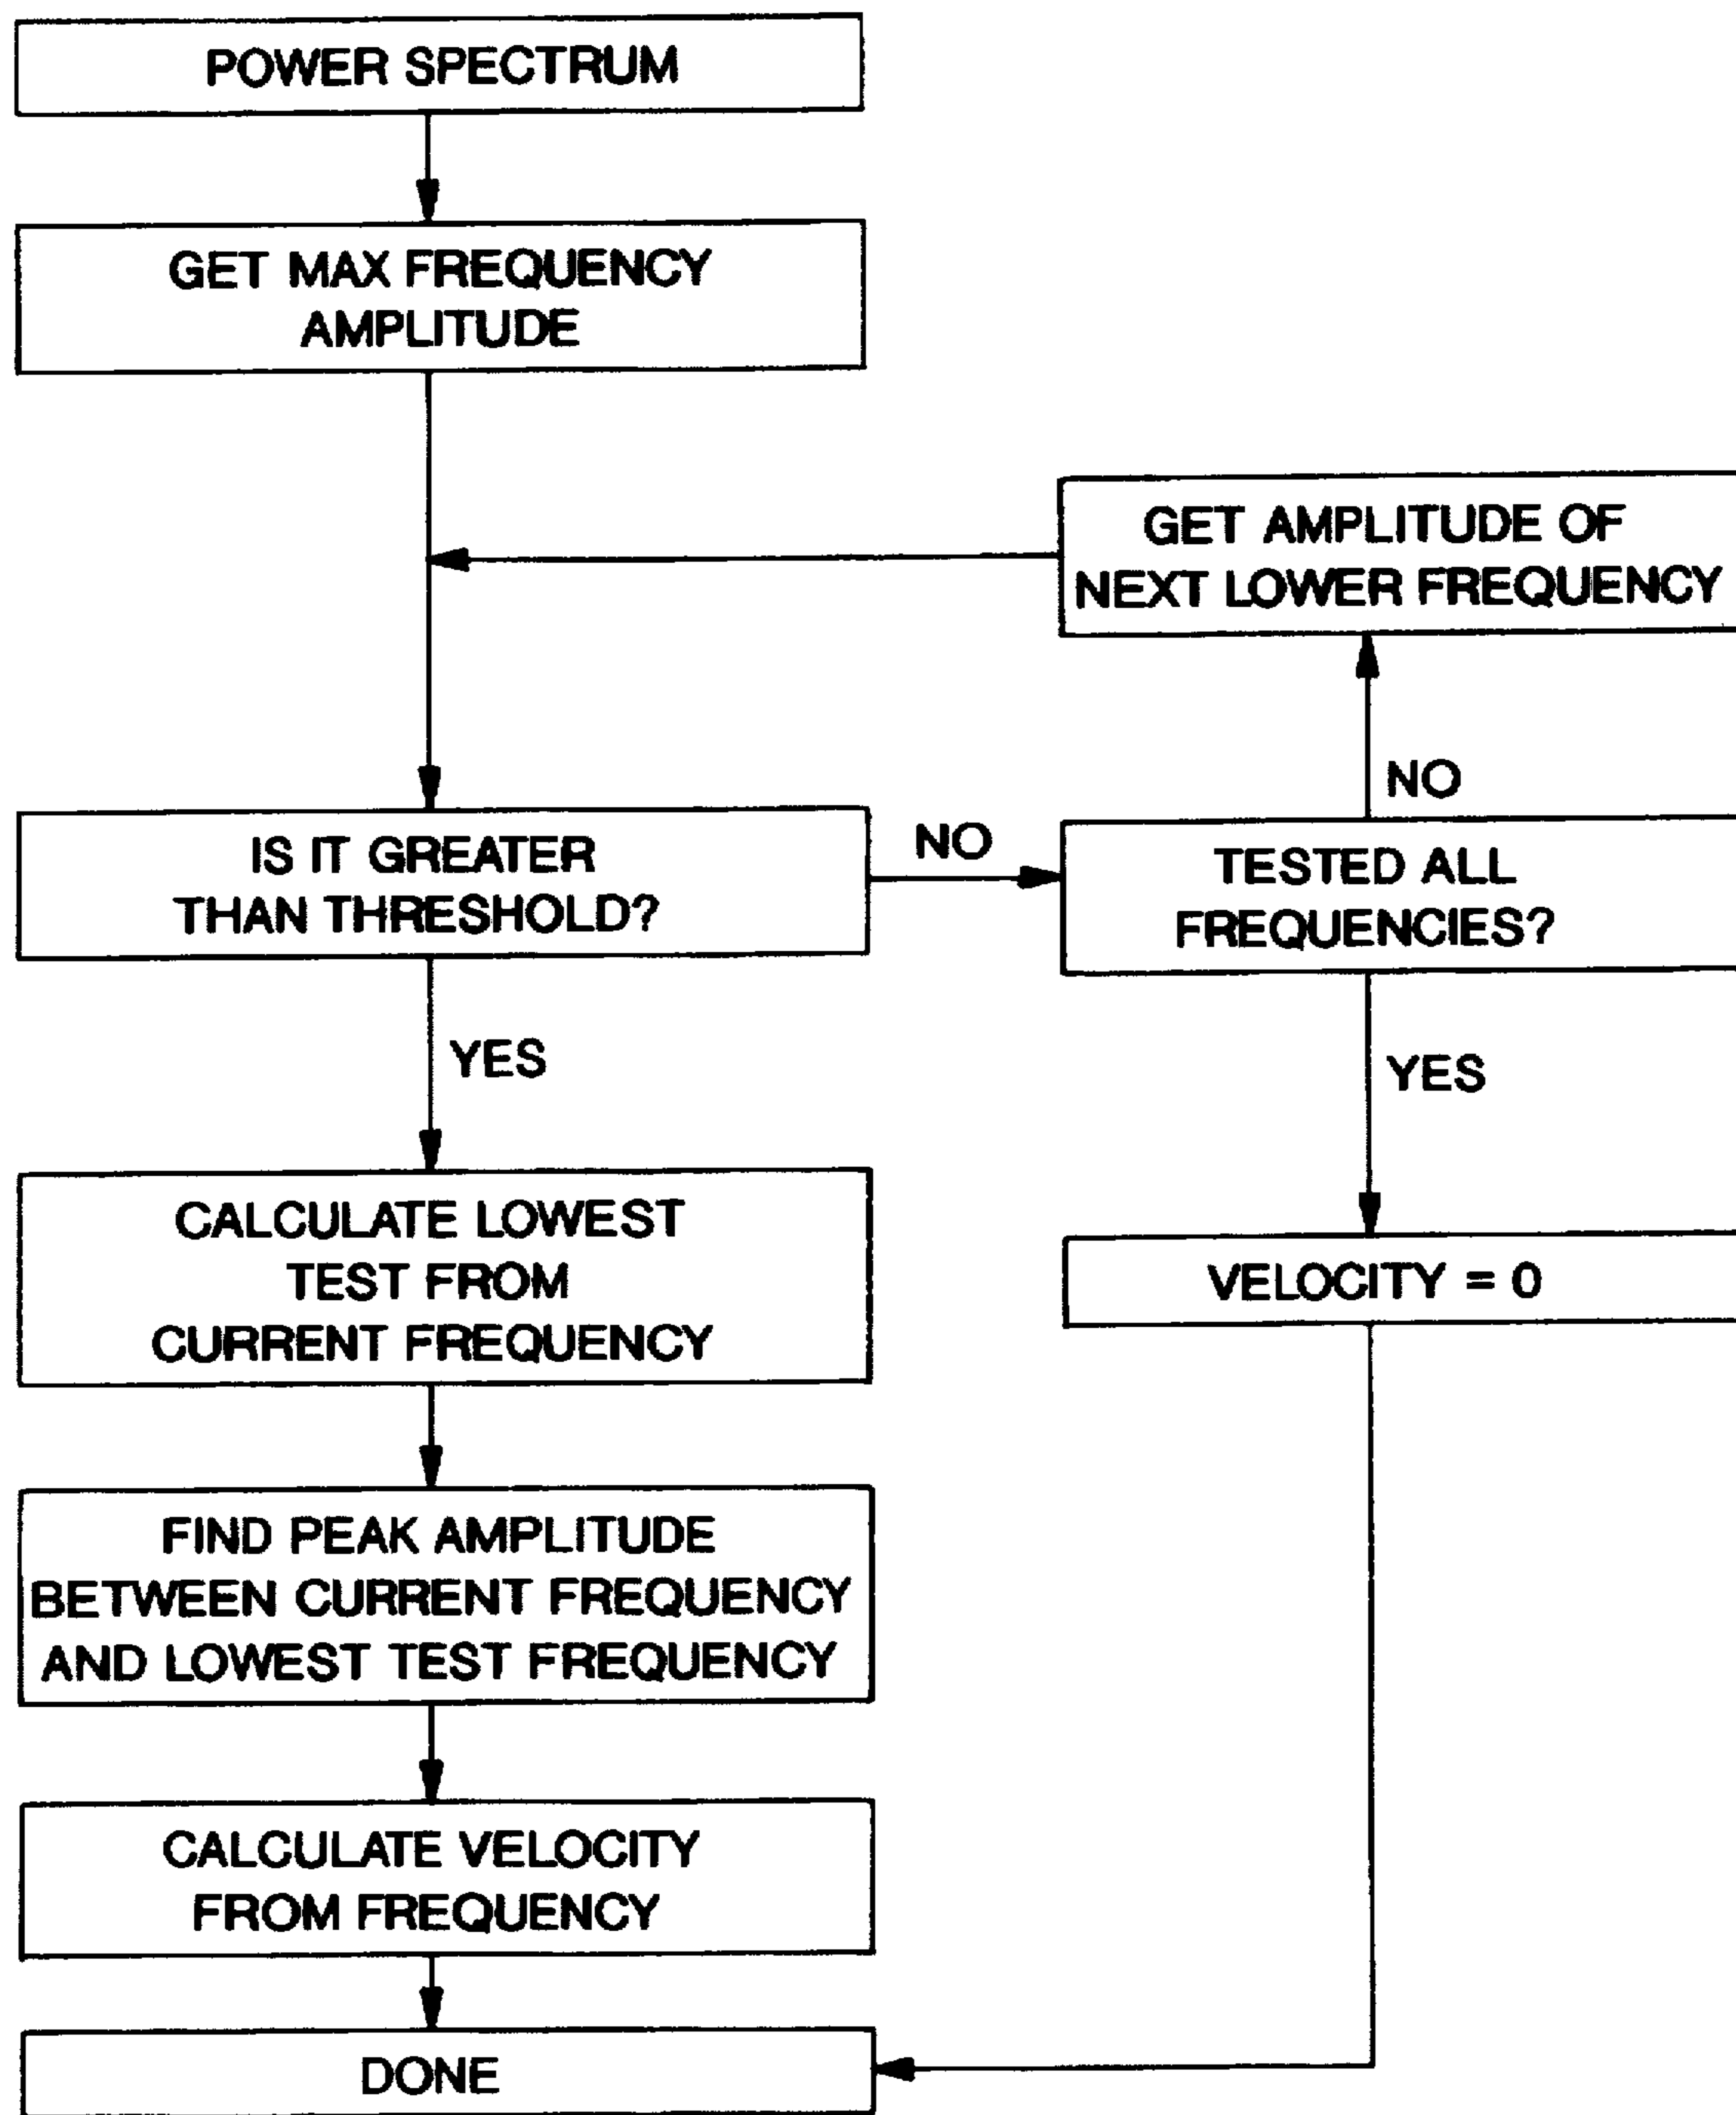 POWER SPECTRUM
GET MAX FREQUENCY
AMPLITUDE
GET AMPLITUDE OF
NEXT LOWER FREQUENCY
NO
IS IT GREATER
THAN THRESHOLD?
NO
TESTED ALL
FREQUENCIES?
YES
YES
CALCULATE LOWEST
TEST FROM
CURRENT FREQUENCY
VELOCITY = 0
FIND PEAK AMPLITUDE
BETWEEN CURRENT FREQUENCY
AND LOWEST TEST FREQUENCY
CALCULATE VELOCITY
FROM FREQUENCY
DONE